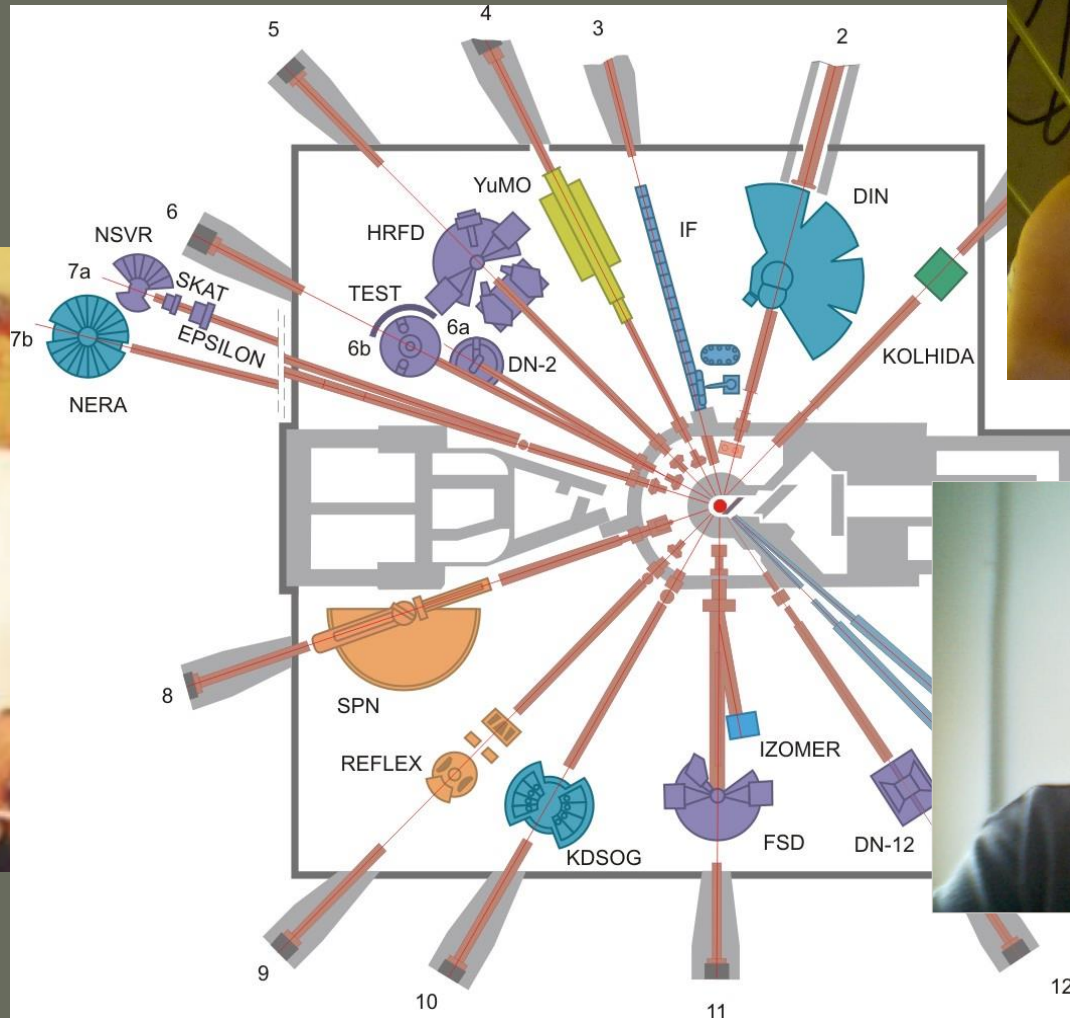 4
3
2
5
YuMO
DIN
IF
6
HRFD
NSVR
7a
SKAT
TEST
6a
EPSILON
6b
DN-2
7b
KOLHIDA
NERA
8
SPN
IZOMER
REFLEX
KDSOG
FSD
DN-12
9
10
11
12